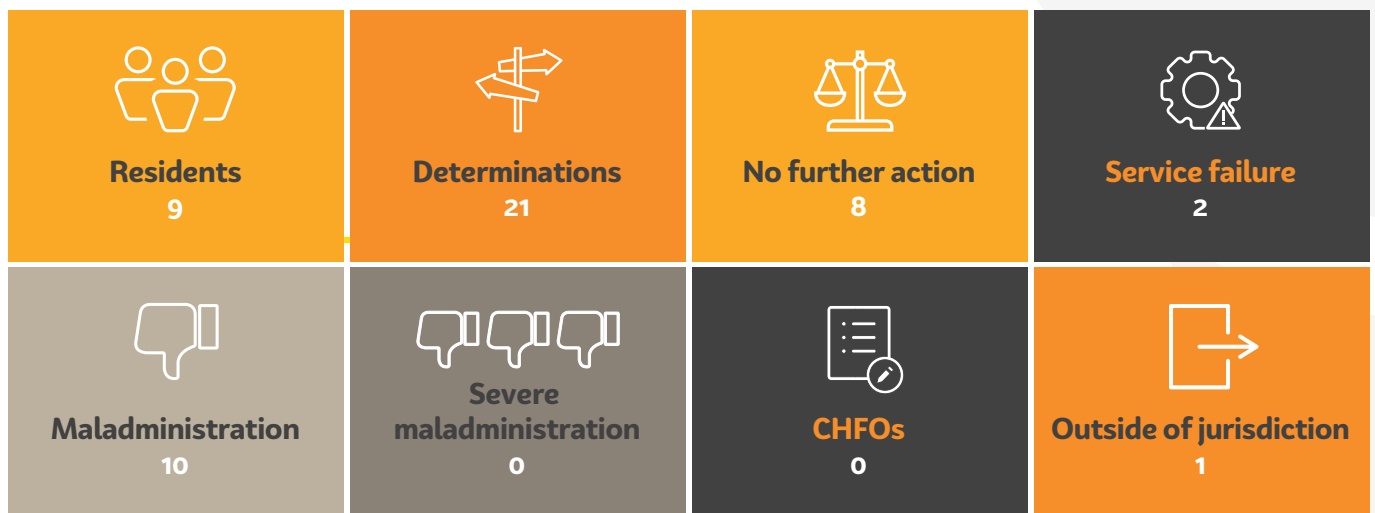 Residents
9
Determinations
21
No further action
8
Service failure
2
Maladministration
10
Severe
maladministration
0
CHFOs
0
Outside of jurisdiction
1